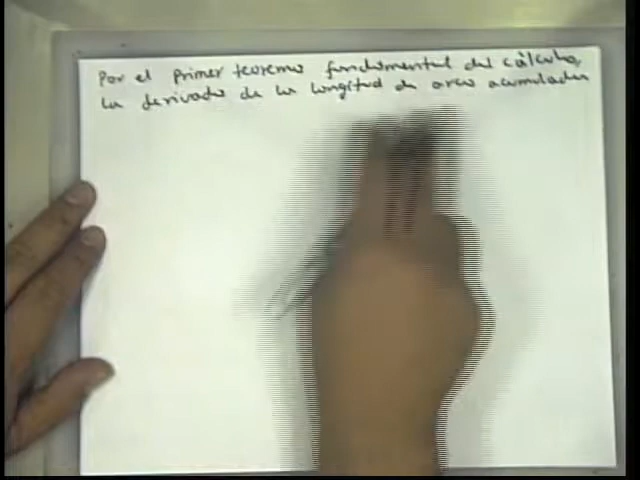 Por el primer teorema fundamental del cálculo,
la derivada de la longitud de arco acumulada